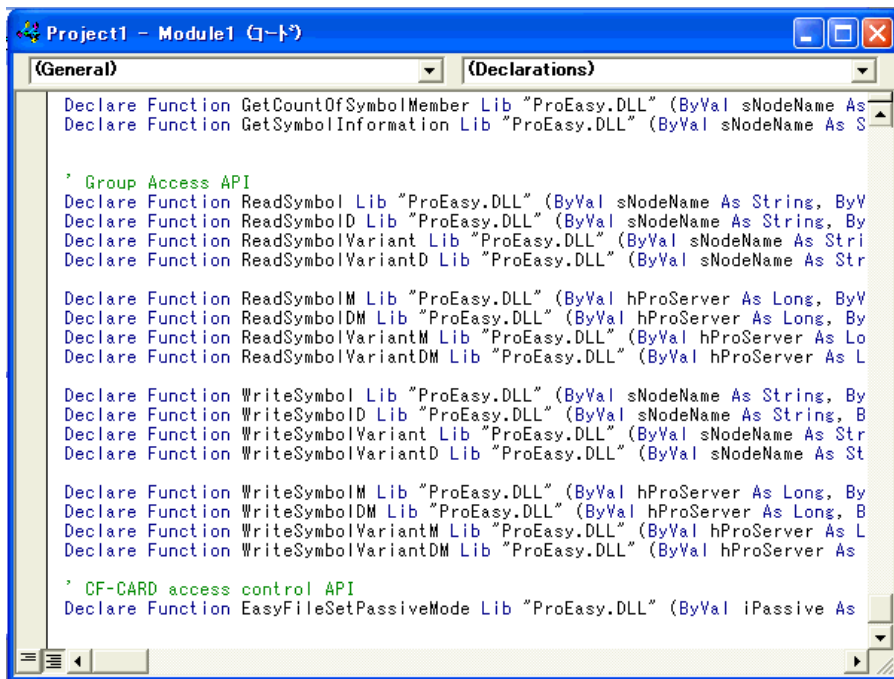 Project1 - Module1 (ｺｰﾄﾞ)
(General)
(Declarations)
Declare Function GetCountOfSymbolMember Lib "ProEasy.DLL" (ByVal sNodeName As
Declare Function GetSymbolInformation Lib "ProEasy.DLL" (ByVal sNodeName As S
' Group Access API
Declare Function ReadSymbol Lib "ProEasy.DLL" (ByVal sNodeName As String, ByV
Declare Function ReadSymbolD Lib "ProEasy.DLL" (ByVal sNodeName As String, By
Declare Function ReadSymbolVariant Lib "ProEasy.DLL" (ByVal sNodeName As Stri
Declare Function ReadSymbolVariantD Lib "ProEasy.DLL" (ByVal sNodeName As Str
Declare Function ReadSymbolM Lib "ProEasy.DLL" (ByVal hProServer As Long, ByV
Declare Function ReadSymbolDM Lib "ProEasy.DLL" (ByVal hProServer As Long, By
Declare Function ReadSymbolVariantM Lib "ProEasy.DLL" (ByVal hProServer As Lo
Declare Function ReadSymbolVariantDM Lib "ProEasy.DLL" (ByVal hProServer As L
Declare Function WriteSymbol Lib "ProEasy.DLL" (ByVal sNodeName As String, By
Declare Function WriteSymbolD Lib "ProEasy.DLL" (ByVal sNodeName As String, B
Declare Function WriteSymbolVariant Lib "ProEasy.DLL" (ByVal sNodeName As Str
Declare Function WriteSymbolVariantD Lib "ProEasy.DLL" (ByVal sNodeName As St
Declare Function WriteSymbolM Lib "ProEasy.DLL" (ByVal hProServer As Long, By
Declare Function WriteSymbolDM Lib "ProEasy.DLL" (ByVal hProServer As Long, B
Declare Function WriteSymbolVariantM Lib "ProEasy.DLL" (ByVal hProServer As L
Declare Function WriteSymbolVariantDM Lib "ProEasy.DLL" (ByVal hProServer As
' CF-CARD access control API
Declare Function EasyFileSetPassiveMode Lib "ProEasy.DLL" (ByVal iPassive As